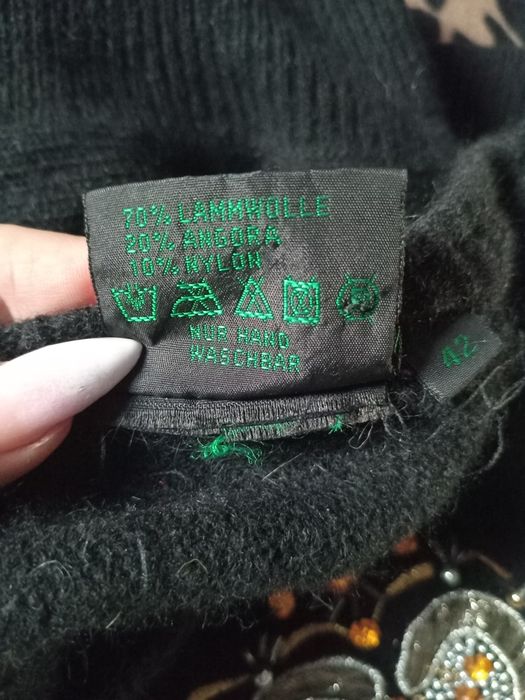 70% LAMMWOLLE
20% ANGORA
10% NYLON
NUR HAND
WASCHBAR
42